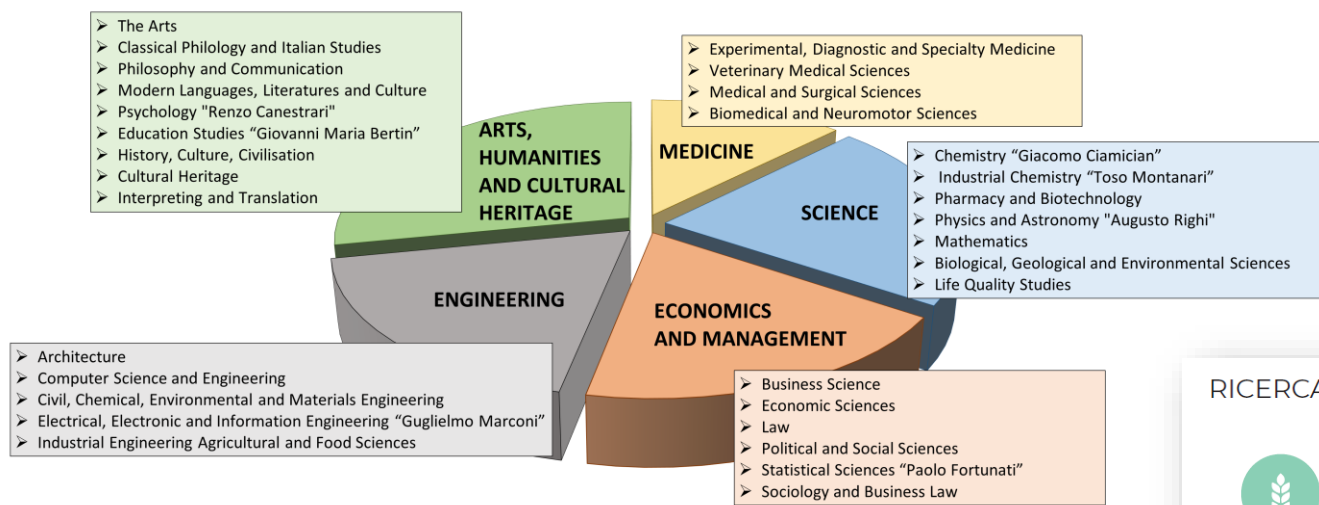 The Arts
Classical Philology and Italian Studies
Philosophy and Communication
Modern Languages, Literatures and Culture
Psychology "Renzo Canestrari"
Education Studies “Giovanni Maria Bertin”
History, Culture, Civilisation
Cultural Heritage
Interpreting and Translation
ARTS,
HUMANITIES
AND CULTURAL
HERITAGE
Experimental, Diagnostic and Specialty Medicine
Veterinary Medical Sciences
Medical and Surgical Sciences
Biomedical and Neuromotor Sciences
MEDICINE
Chemistry “Giacomo Ciamician”
Industrial Chemistry “Toso Montanari”
Pharmacy and Biotechnology
Physics and Astronomy "Augusto Righi"
Mathematics
Biological, Geological and Environmental Sciences
Life Quality Studies
SCIENCE
ENGINEERING
Architecture
Computer Science and Engineering
Civil, Chemical, Environmental and Materials Engineering
Electrical, Electronic and Information Engineering “Guglielmo Marconi”
Industrial Engineering Agricultural and Food Sciences
ECONOMICS
AND MANAGEMENT
Business Science
Economic Sciences
Law
Political and Social Sciences
Statistical Sciences “Paolo Fortunati”
Sociology and Business Law
RICERCA